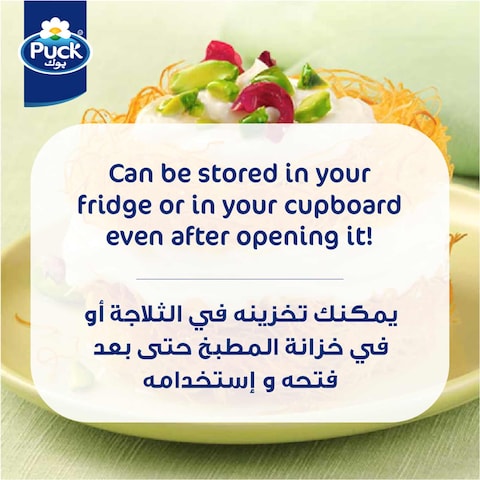 Puck
بوك
Can be stored in your
fridge or in your cupboard
even after opening it!
يمكنك تخزينه في الثلاجة أو
في خزانة المطبخ حتى بعد
فتحه و إستخدامه